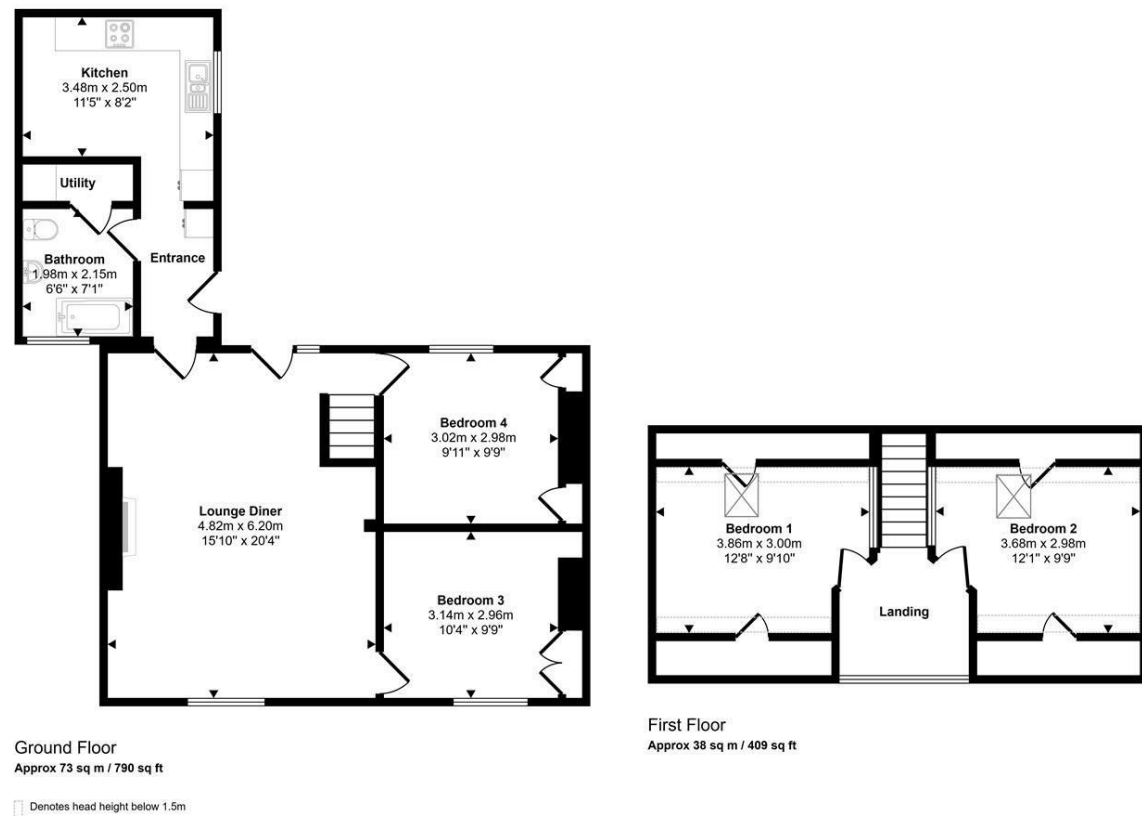 Kitchen
3.48m x 2.50m
11'5" x 8'2"
Utility
Bathroom
1.98m x 2.15m
6'6" x 7'1"
Entrance
Lounge Diner
4.82m x 6.20m
15'10" x 20'4"
Bedroom 4
3.02m x 2.98m
9'11" x 9'9"
Bedroom 3
3.14m x 2.96m
10'4" x 9'9"
Bedroom 1
3.86m x 3.00m
12'8" x 9'10"
Bedroom 2
3.68m x 2.98m
12'1" x 9'9"
Landing
Ground Floor
Approx 73 sq m / 790 sq ft
Denotes head height below 1.5m
First Floor
Approx 38 sq m / 409 sq ft